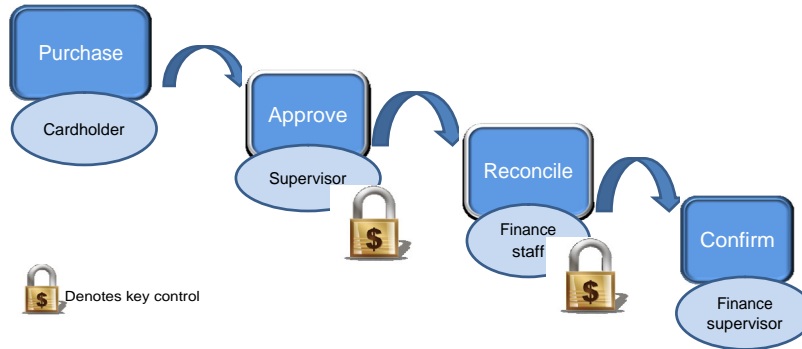 Purchase
Cardholder
Approve
Supervisor
$
Reconcile
Finance
staff
$
Confirm
Finance
supervisor
$
Denotes key control